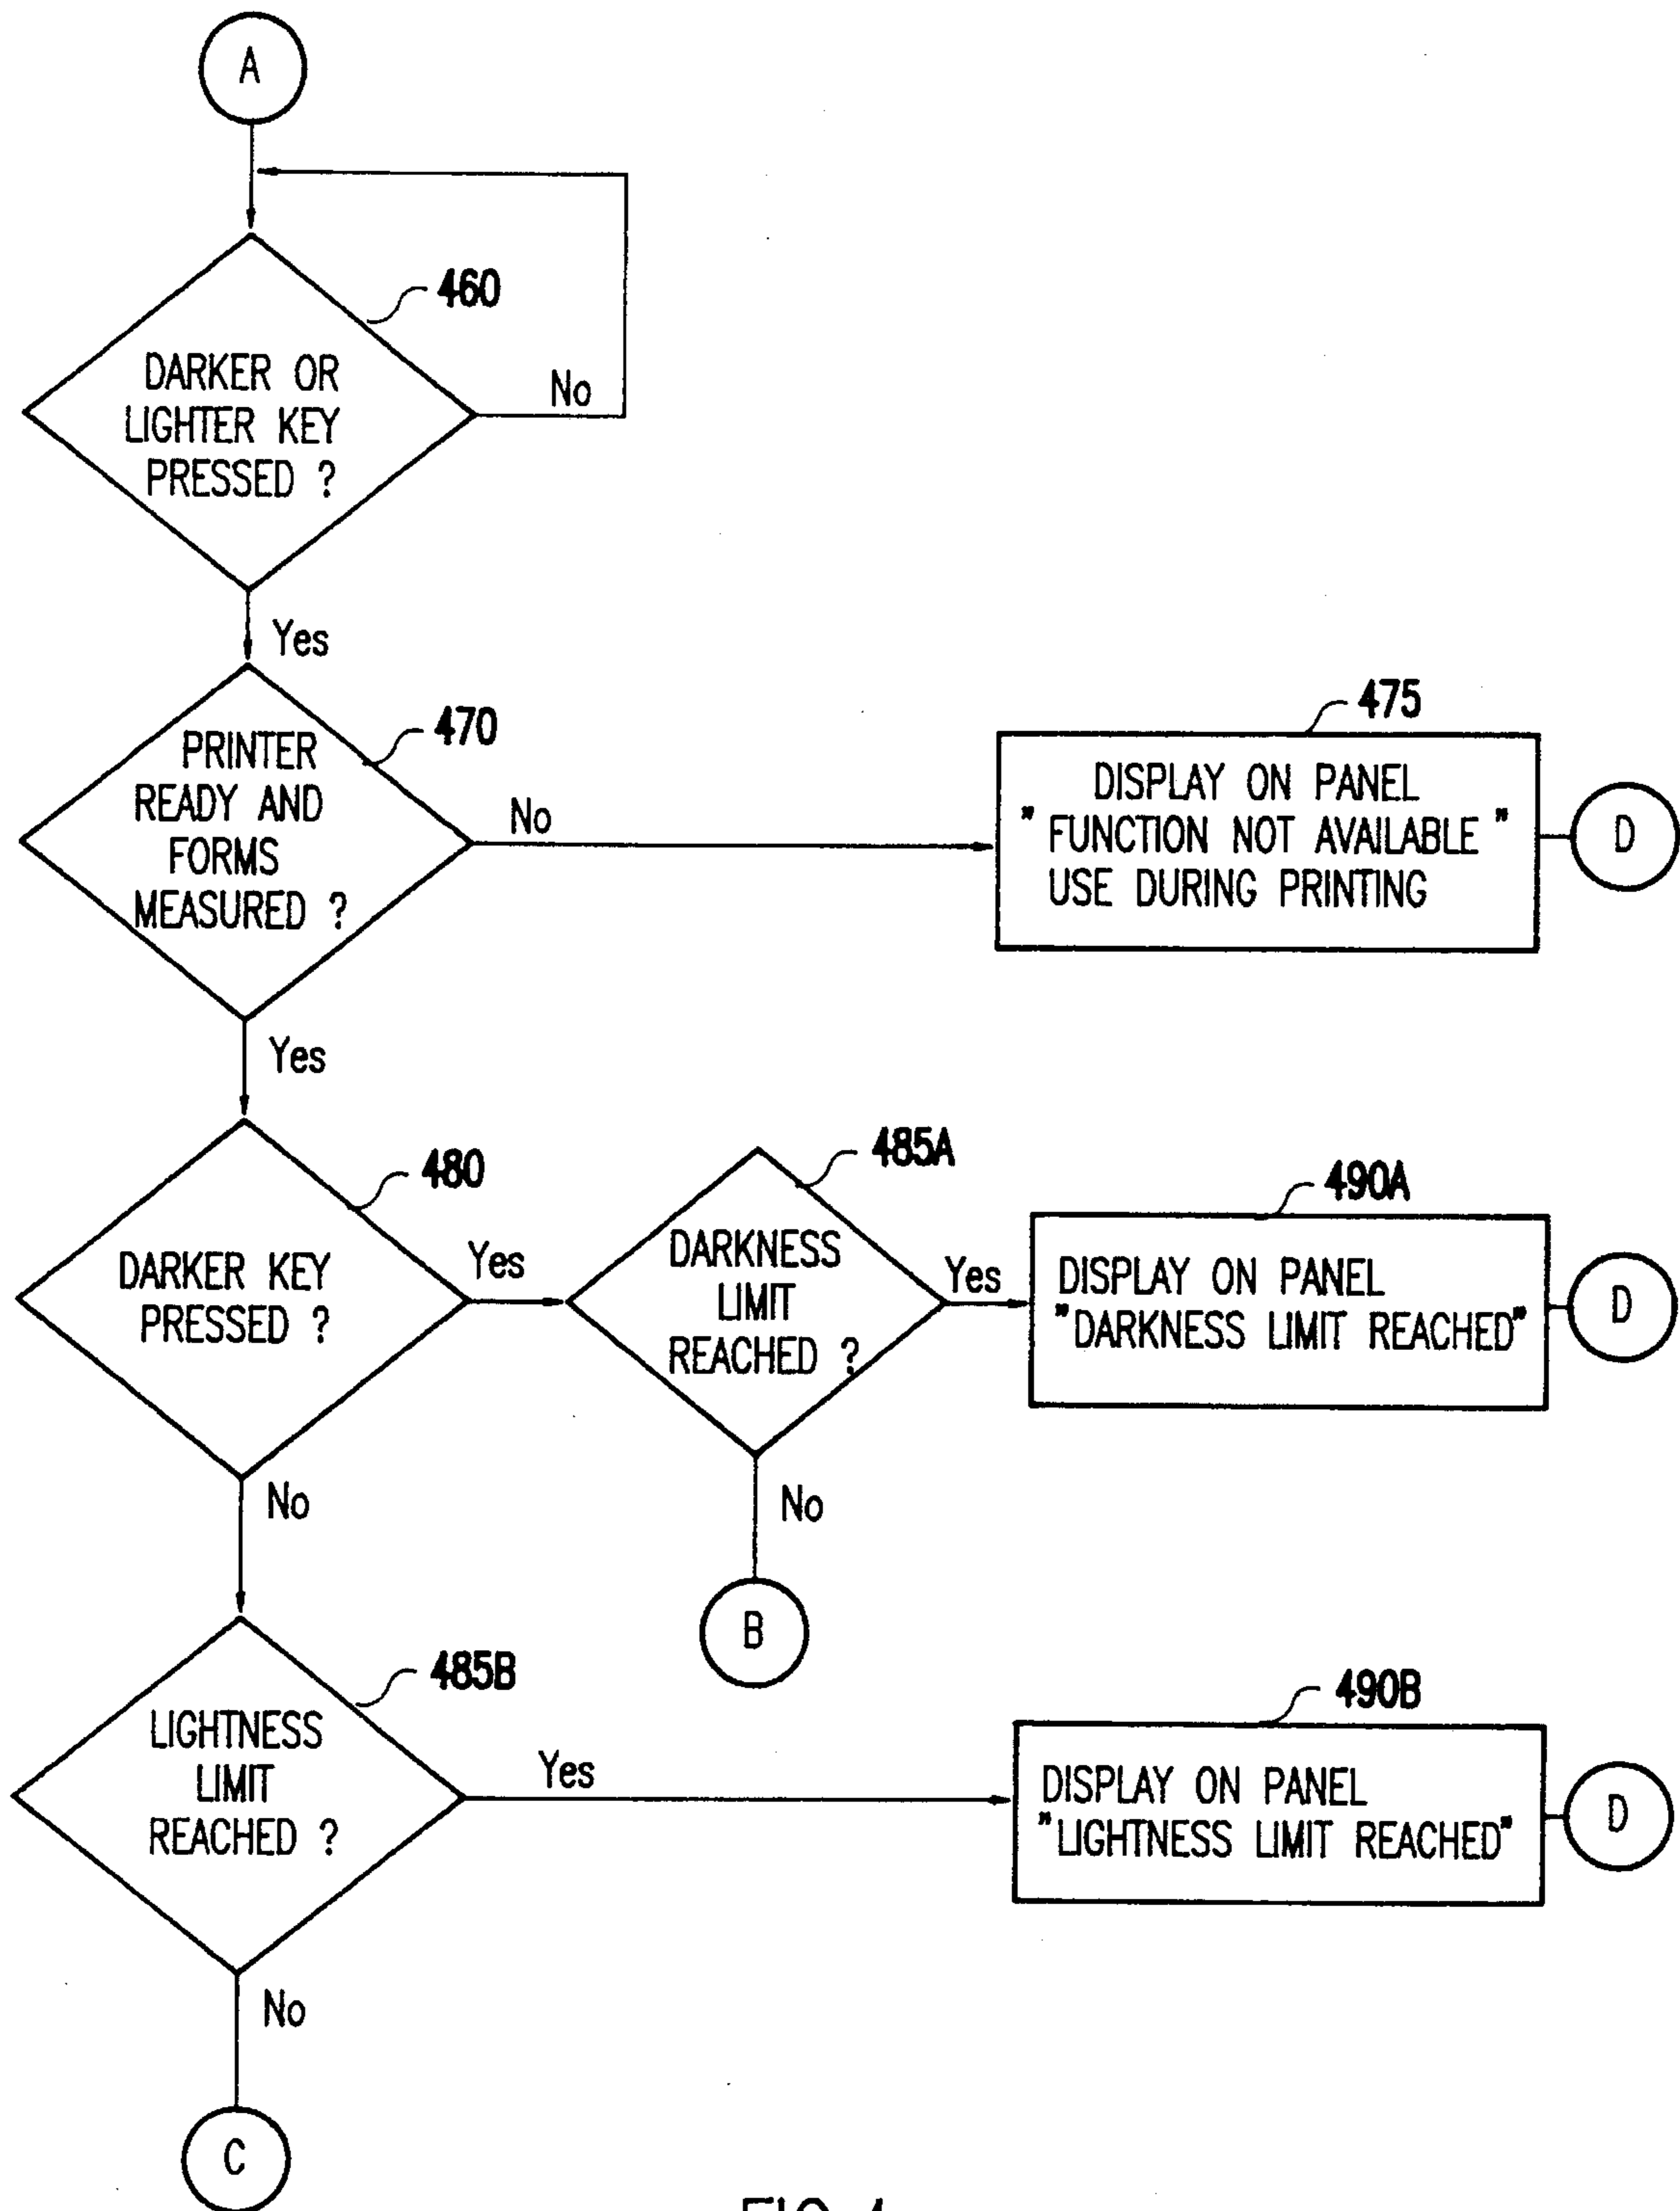 A
460
DARKER OR
LIGHTER KEY
PRESSED ?
No
Yes
470
PRINTER
READY AND
FORMS
MEASURED ?
No
475
DISPLAY ON PANEL
" FUNCTION NOT AVAILABLE "
USE DURING PRINTING
D
Yes
480
DARKER KEY
PRESSED ?
Yes
485A
DARKNESS
LIMIT
REACHED ?
Yes
490A
DISPLAY ON PANEL
"DARKNESS LIMIT REACHED"
D
No
No
B
485B
LIGHTNESS
LIMIT
REACHED ?
Yes
490B
DISPLAY ON PANEL
"LIGHTNESS LIMIT REACHED"
D
No
C